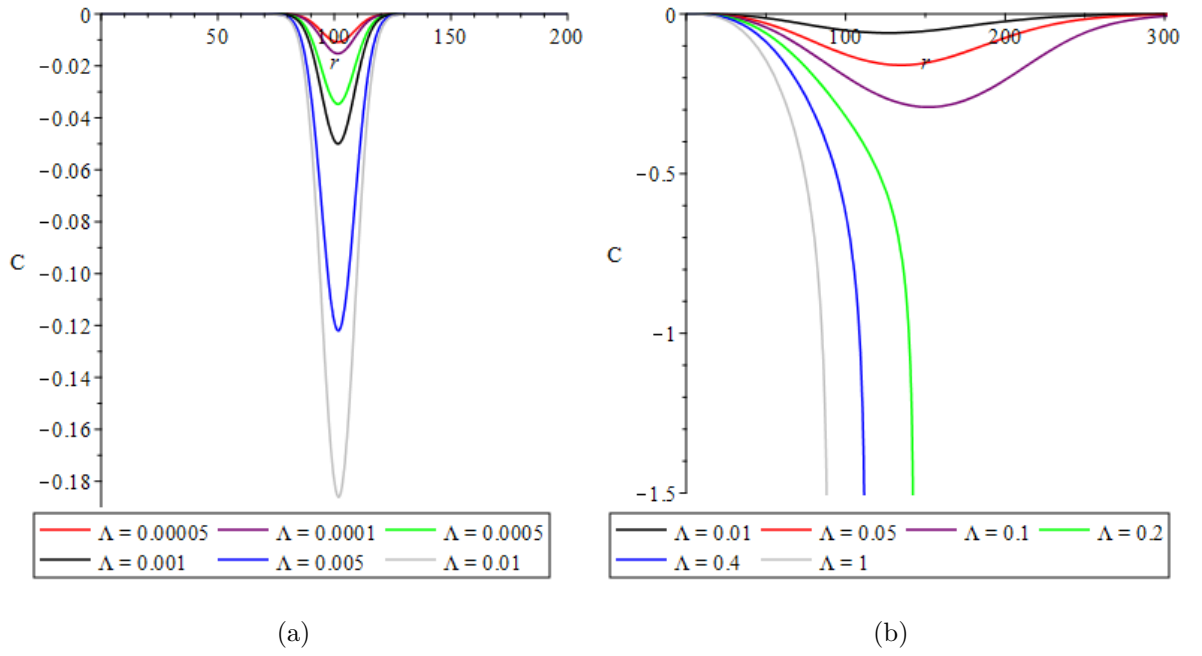 50 100 150 200
r
−0.02
−0.04
−0.06
−0.08
C
−0.10
−0.12
−0.14
−0.16
−0.18
Λ = 0.00005 Λ = 0.0001 Λ = 0.0005
Λ = 0.001 Λ = 0.005 Λ = 0.01
(a)
0 100 200 300
r
−0.5
C
−1
−1.5
Λ = 0.01 Λ = 0.05 Λ = 0.1 Λ = 0.2
Λ = 0.4 Λ = 1
(b)